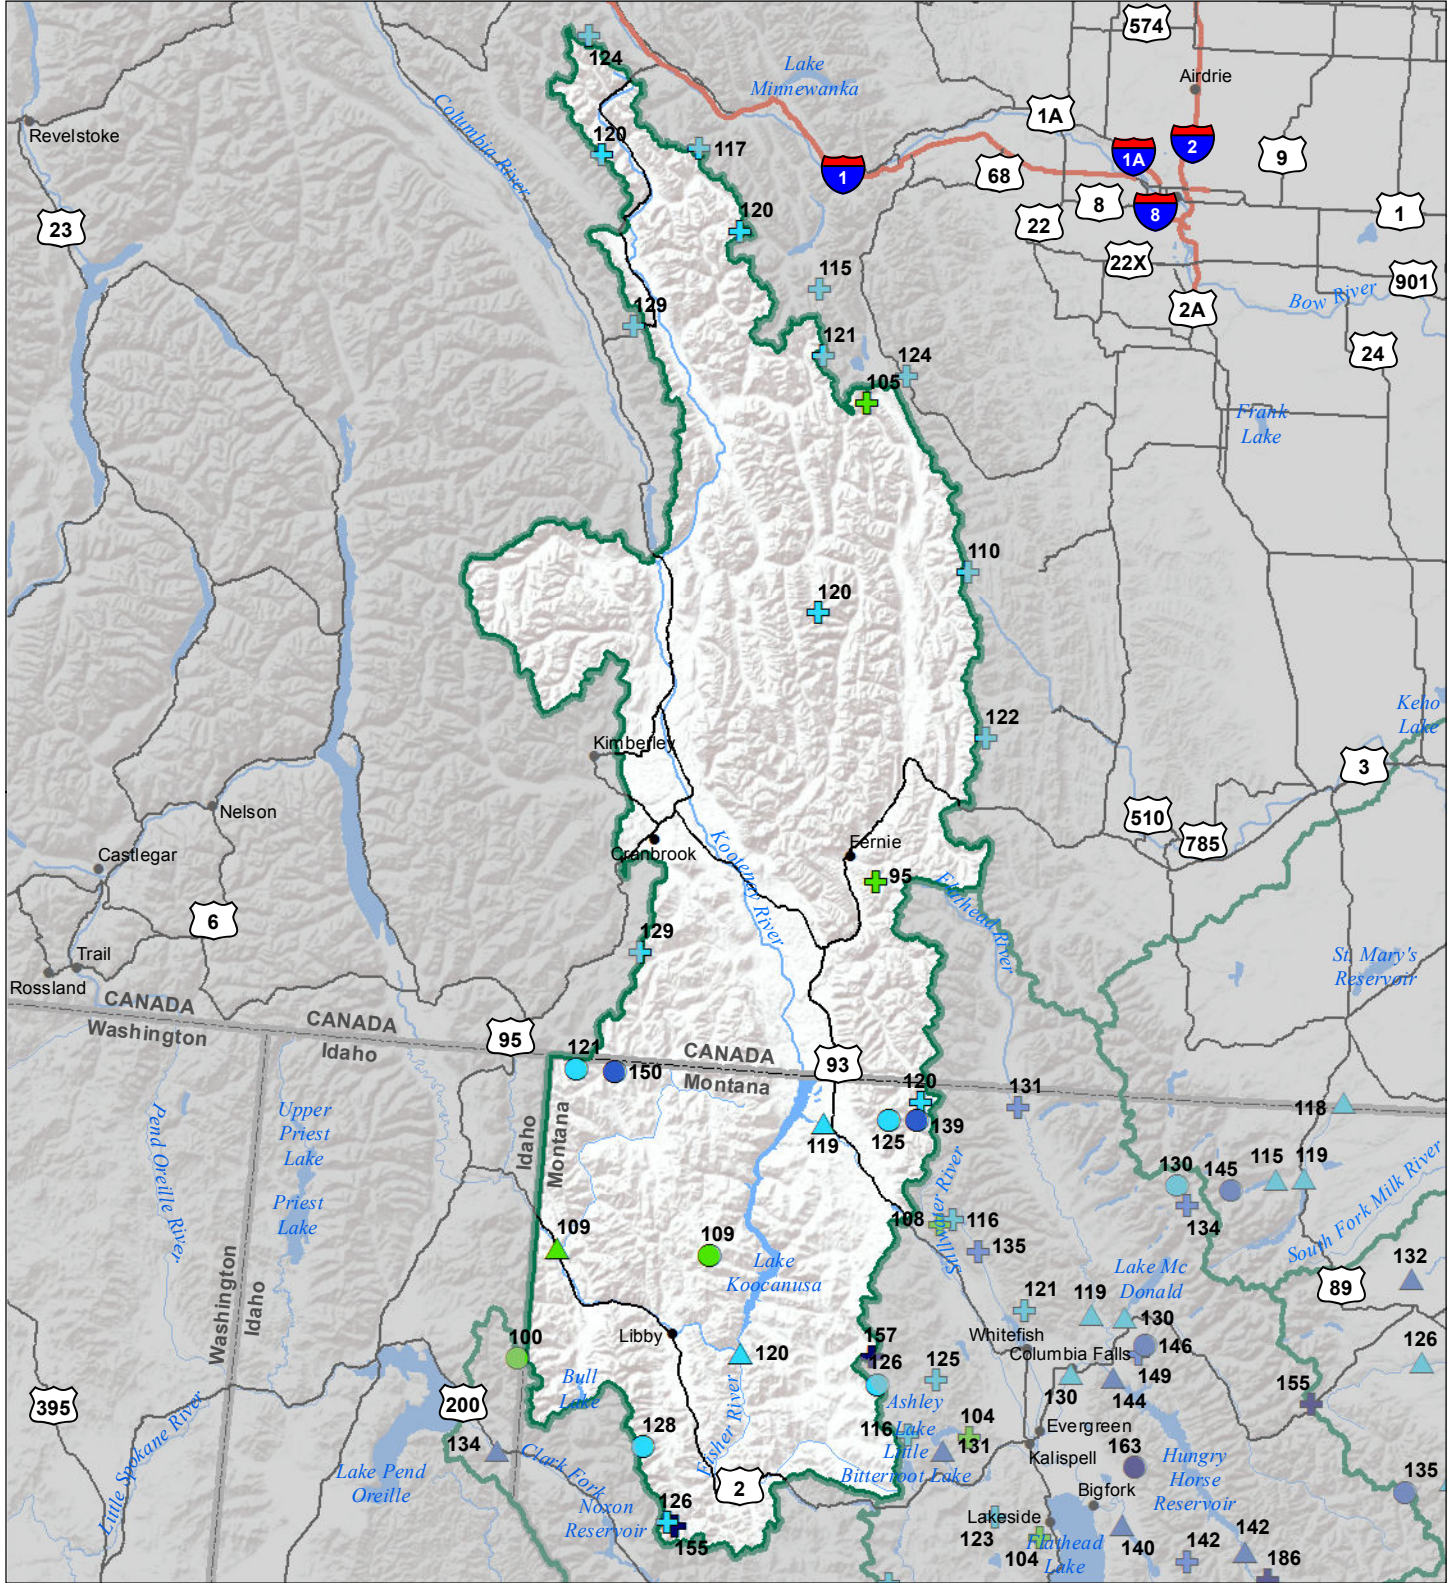 574
124
Lake
Minnewanka
Airdrie
Columbia River
1A
Revelstoke
120
117
1A
2
9
1
68
8
8
1
23
120
22
22X
115
901
Bow River
2A
129
121
24
124
105
Frank
Lake
110
120
Keho
Lake
122
Kimberley
3
Nelson
510
785
Castlegar
Cranbrook
Kootenay River
Fernie
95
Flathead River
6
129
Trail
Rossland
St. Mary's
Reservoir
CANADA
Washington
CANADA
Idaho
95
121
150
CANADA
Montana
93
120
131
118
Pend Oreille River
Upper
Priest
Lake
Priest
Lake
Idaho
Montana
119
125
139
Stillwater River
130
145
115
119
134
South Fork Milk River
108
116
135
109
109
Lake
Koocanusa
Lake Mc
Donald
132
89
Washington
Idaho
121
119
130
Libby
157
Whitefish
Columbia Falls
146
126
100
120
126
125
149
130
144
155
Bull
Lake
Ashley
Lake
395
200
Little Spokane River
Fisher River
116
104
Evergreen
128
134
Clark Fork
131
Little
Bitterroot Lake
Kalispell
163
Hungry
Horse
Reservoir
135
Lake Pend
Oreille
2
Bigfork
Noxon
Reservoir
126
155
Lakeside
123
104
Flathead
Lake
140
142
142
186